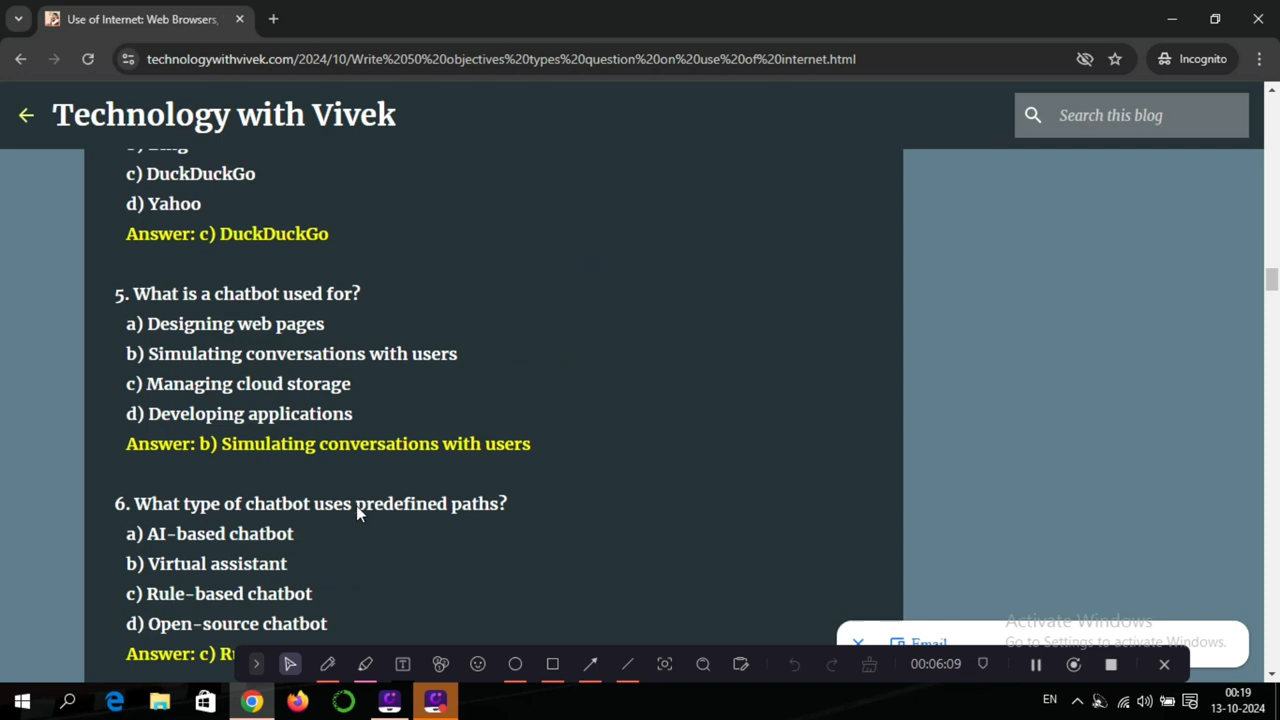 Use of Internet: Web Browsers,
technologywithvivek.com/2024/10/Write%2050%20objectives%20types%20question%20on%20use%20of%20internet.html
Incognito
Technology with Vivek
Search this blog
c) DuckDuckGo
d) Yahoo
Answer: c) DuckDuckGo
5. What is a chatbot used for?
a) Designing web pages
b) Simulating conversations with users
c) Managing cloud storage
d) Developing applications
Answer: b) Simulating conversations with users
6. What type of chatbot uses predefined paths?
a) AI-based chatbot
b) Virtual assistant
c) Rule-based chatbot
d) Open-source chatbot
Answer: c)
Activate Windows
Email
Go to Settings to activate Windows.
00:06:09
EN
00:19
13-10-2024